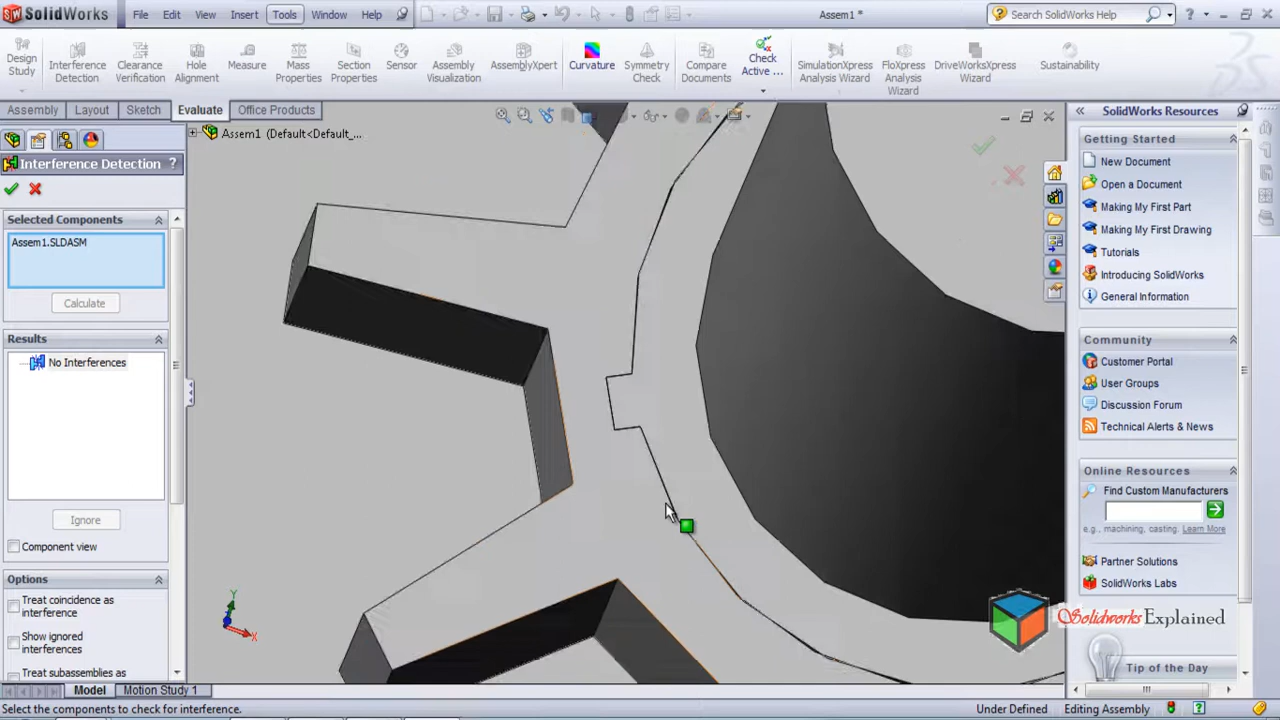 SolidWorks
File
Edit
View
Insert
Tools
Window
Help
Assem1 *
Search SolidWorks Help
Design Study
Interference Detection
Clearance Verification
Hole Alignment
Measure
Mass Properties
Section Properties
Sensor
Assembly Visualization
AssemblyXpert
Curvature
Symmetry Check
Compare Documents
Check Active ...
SimulationXpress Analysis Wizard
FloXpress Analysis Wizard
DriveWorksXpress Wizard
Sustainability
Assembly
Layout
Sketch
Evaluate
Office Products
Assem1 (Default<Default_...
Interference Detection ?
Selected Components
Assem1.SLDASM
Calculate
Results
No Interferences
Ignore
Component view
Options
Treat coincidence as
interference
Show ignored
interferences
Treat subassemblies as
Y
X
SolidWorks Resources
Getting Started
New Document
Open a Document
Making My First Part
Making My First Drawing
Tutorials
Introducing SolidWorks
General Information
Community
Customer Portal
User Groups
Discussion Forum
Technical Alerts & News
Online Resources
Find Custom Manufacturers
e.g., machining, casting. Learn More
Partner Solutions
SolidWorks Labs
Solidworks Explained
Tip of the Day
Model
Motion Study 1
Select the components to check for interference.
Under Defined
Editing Assembly